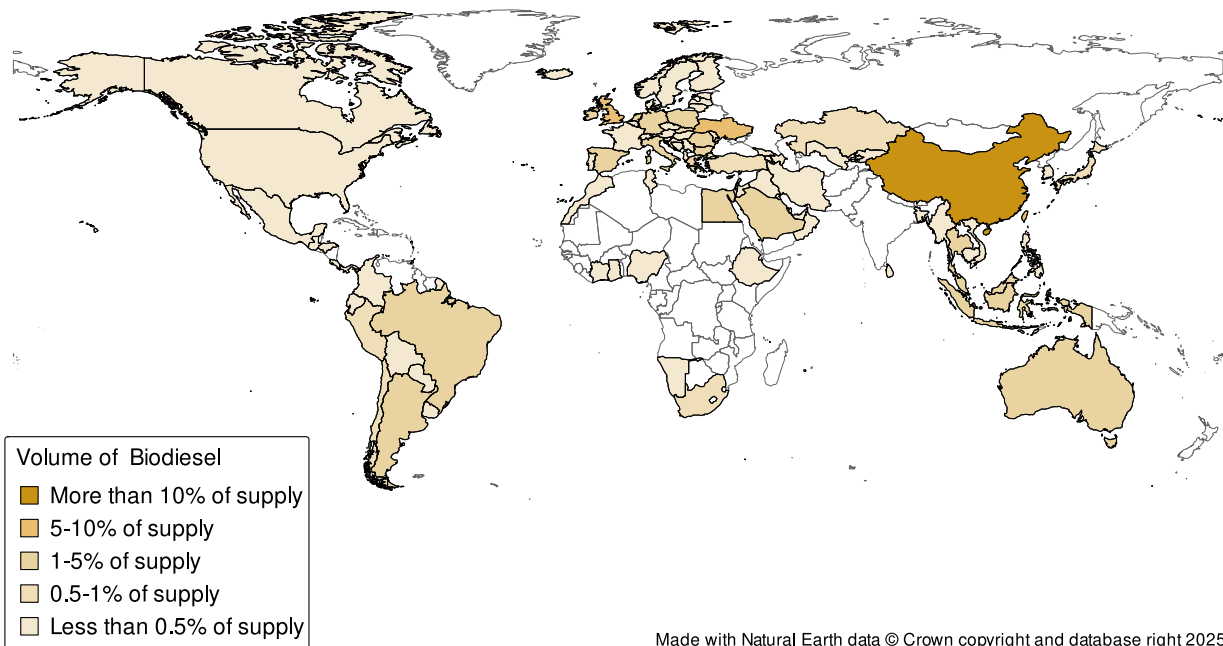 Volume of Biodiesel
More than 10% of supply
5-10% of supply
1-5% of supply
0.5-1% of supply
Less than 0.5% of supply
Made with Natural Earth data © Crown copyright and database right 2025